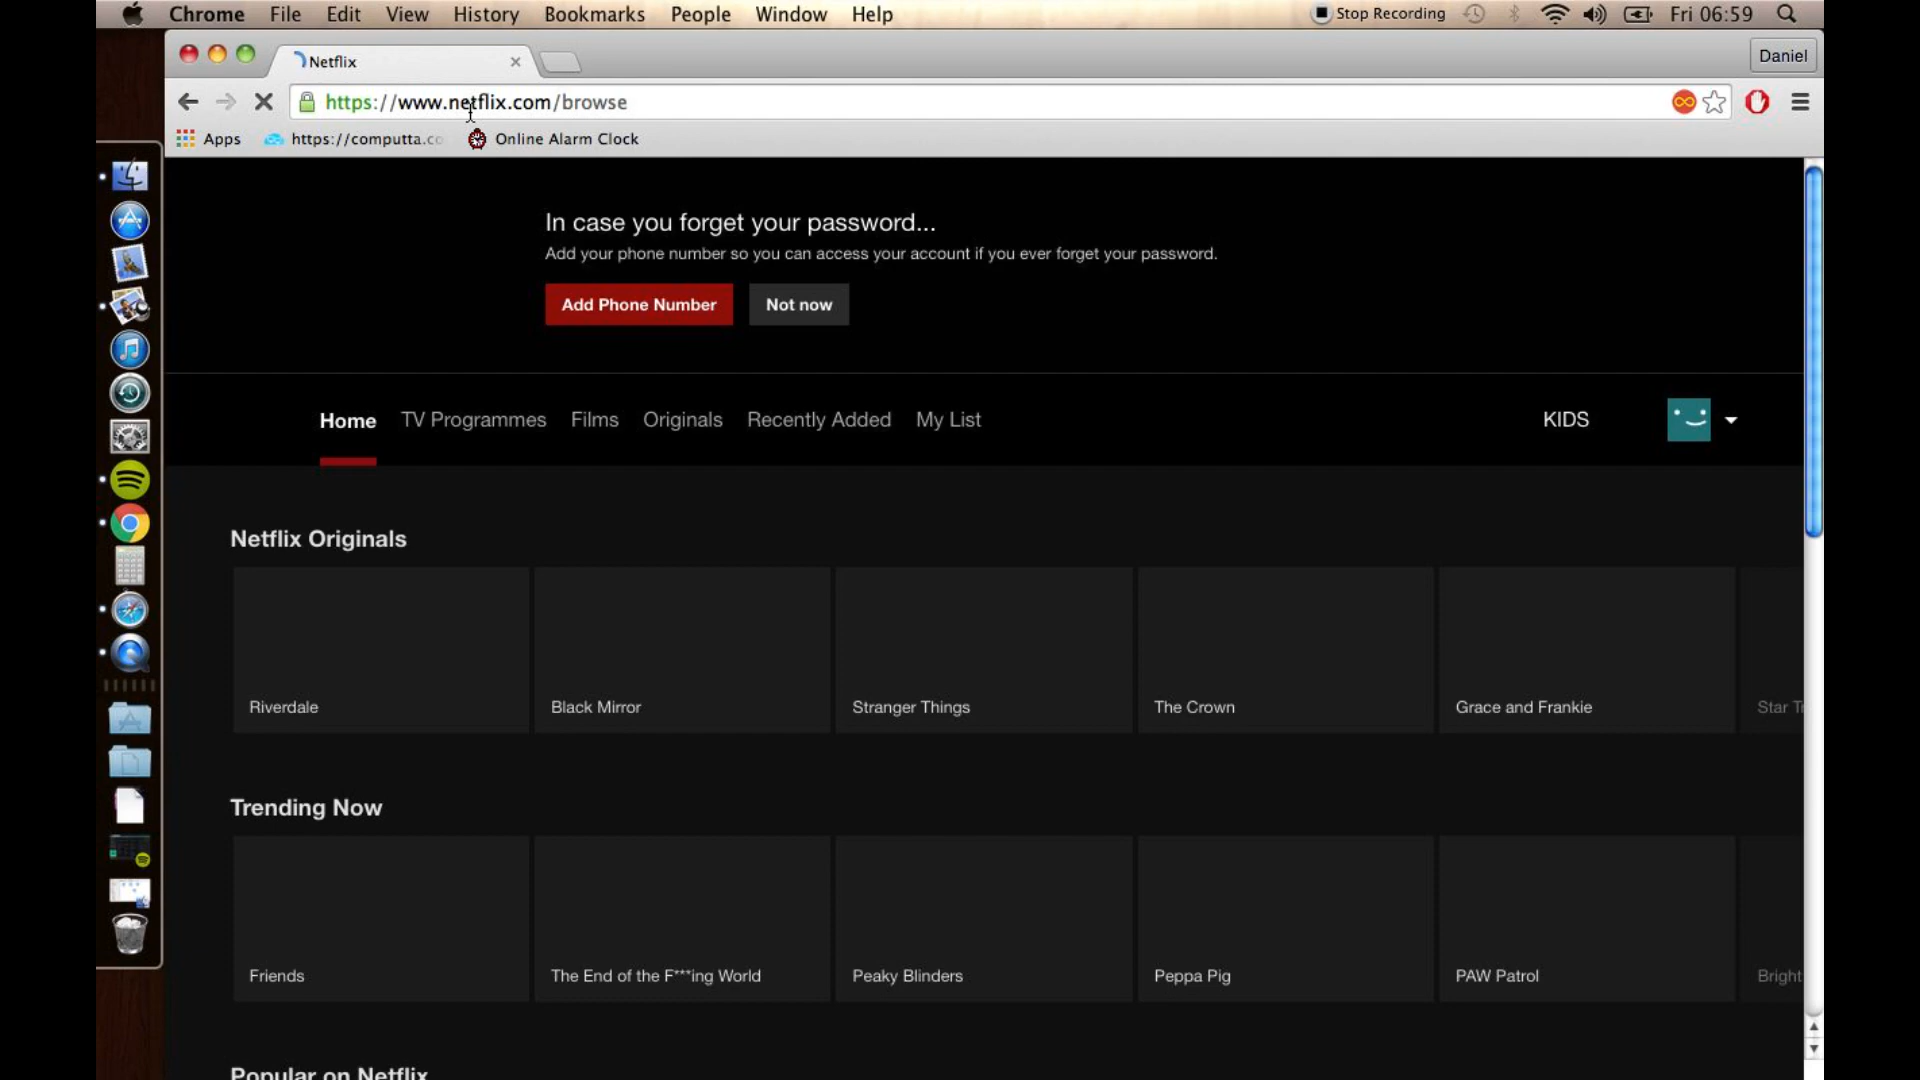 Chrome File Edit View History Bookmarks People Window Help Stop Recording Fri 06:59
Netflix Daniel
https://www.netflix.com/browse
Apps https://computta.co Online Alarm Clock
In case you forget your password...
Add your phone number so you can access your account if you ever forget your password.
Add Phone Number Not now
Home TV Programmes Films Originals Recently Added My List KIDS
Netflix Originals
Riverdale Black Mirror Stranger Things The Crown Grace and Frankie Star
Trending Now
Friends The End of the F***ing World Peaky Blinders Peppa Pig PAW Patrol Bright
Popular on Netflix